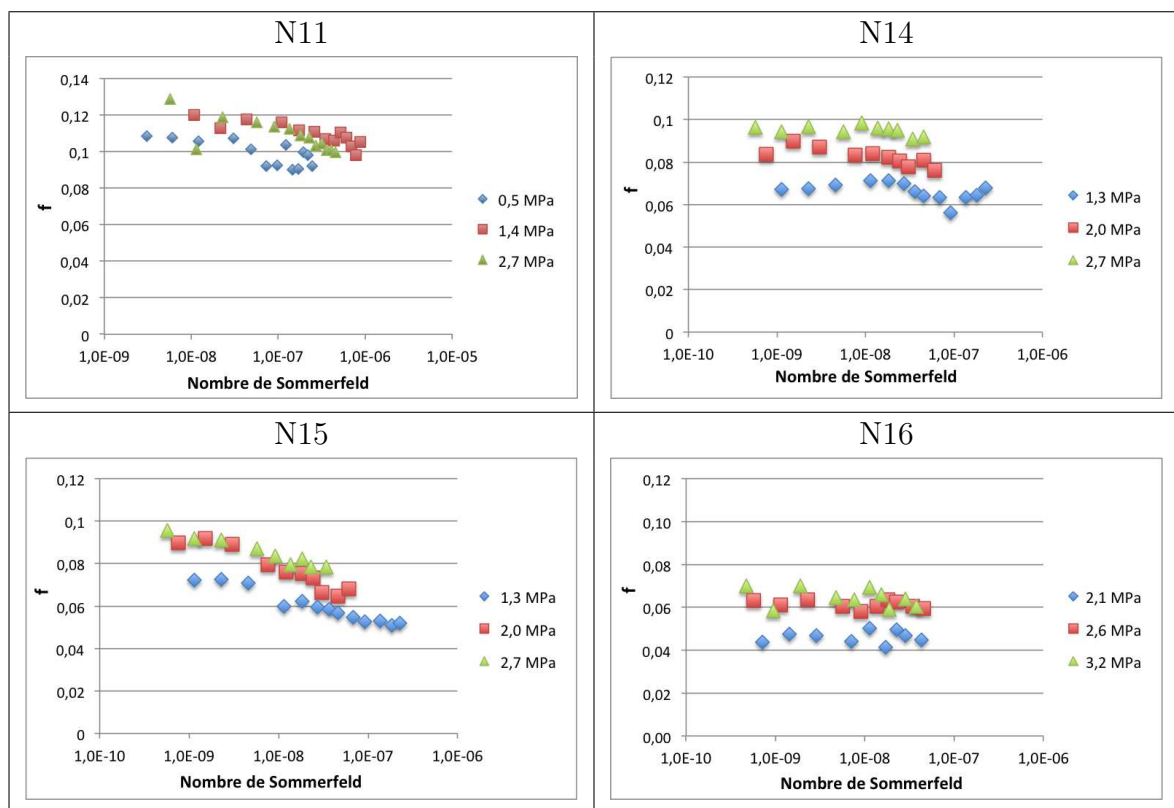 N11
0,14
0,12
0,1
0,08
0,06
0,04
0,02
0
f
1,0E-09 1,0E-08 1,0E-07 1,0E-06 1,0E-05
Nombre de Sommerfeld
0,5 MPa
1,4 MPa
2,7 MPa
N14
0,12
0,1
0,08
0,06
0,04
0,02
0
f
1,0E-10 1,0E-09 1,0E-08 1,0E-07 1,0E-06
Nombre de Sommerfeld
1,3 MPa
2,0 MPa
2,7 MPa
N15
0,12
0,1
0,08
0,06
0,04
0,02
0
f
1,0E-10 1,0E-09 1,0E-08 1,0E-07 1,0E-06
Nombre de Sommerfeld
1,3 MPa
2,0 MPa
2,7 MPa
N16
0,12
0,10
0,08
0,06
0,04
0,02
0,00
f
1,0E-10 1,0E-09 1,0E-08 1,0E-07 1,0E-06
Nombre de Sommerfeld
2,1 MPa
2,6 MPa
3,2 MPa